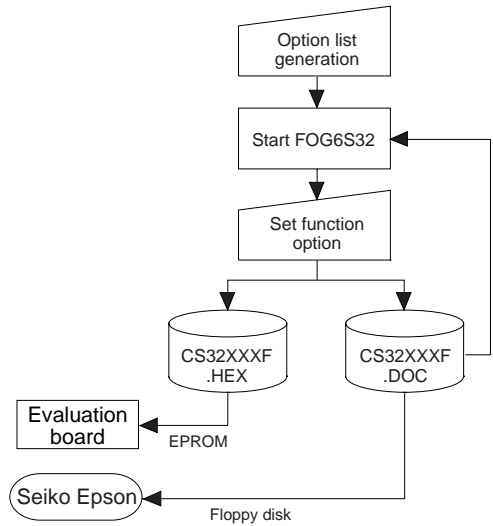 Option list
generation
Start FOG6S32
Set function
option
CS32XXXF
.HEX
CS32XXXF
.DOC
Evaluation
board
EPROM
Seiko Epson
Floppy disk